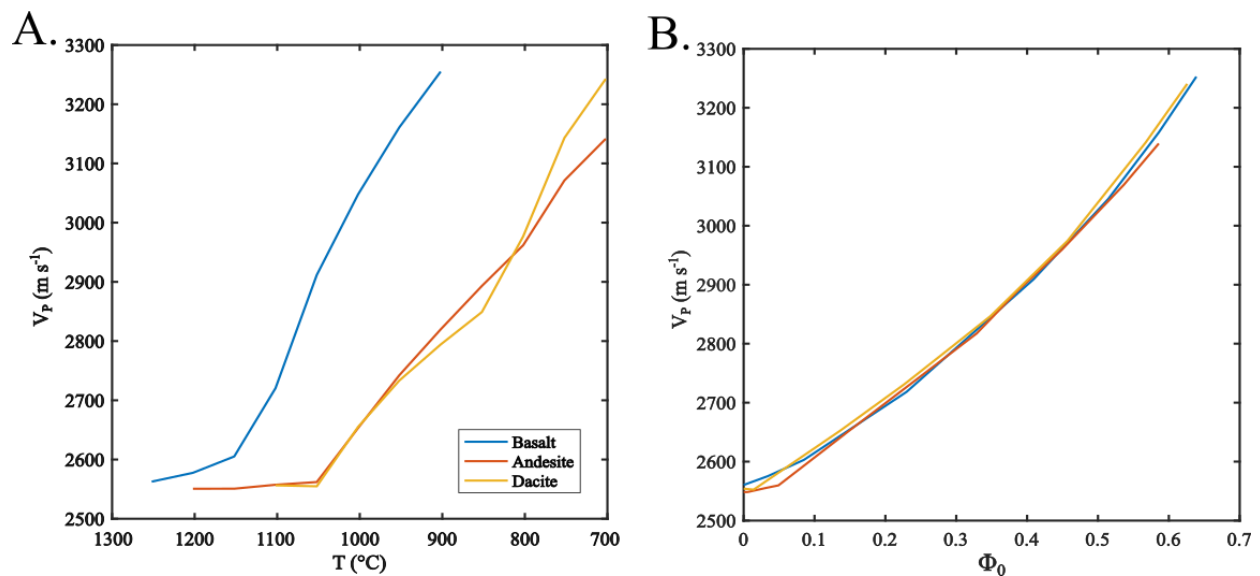 A.
3300
3200
3100
3000
2900
2800
2700
2600
2500
V_P (m s⁻¹)
1300 1200 1100 1000 900 800 700
T (°C)
Basalt
Andesite
Dacite
B.
3300
3200
3100
3000
2900
2800
2700
2600
2500
V_P (m s⁻¹)
0 0.1 0.2 0.3 0.4 0.5 0.6 0.7
Φ₀